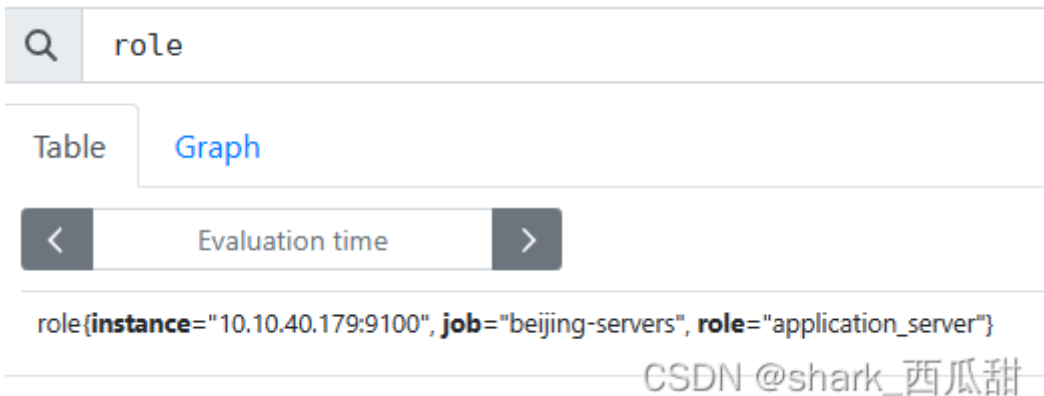 role
Table Graph
Evaluation time
role{instance="10.10.40.179:9100", job="beijing-servers", role="application_server"}
CSDN @shark_西瓜甜